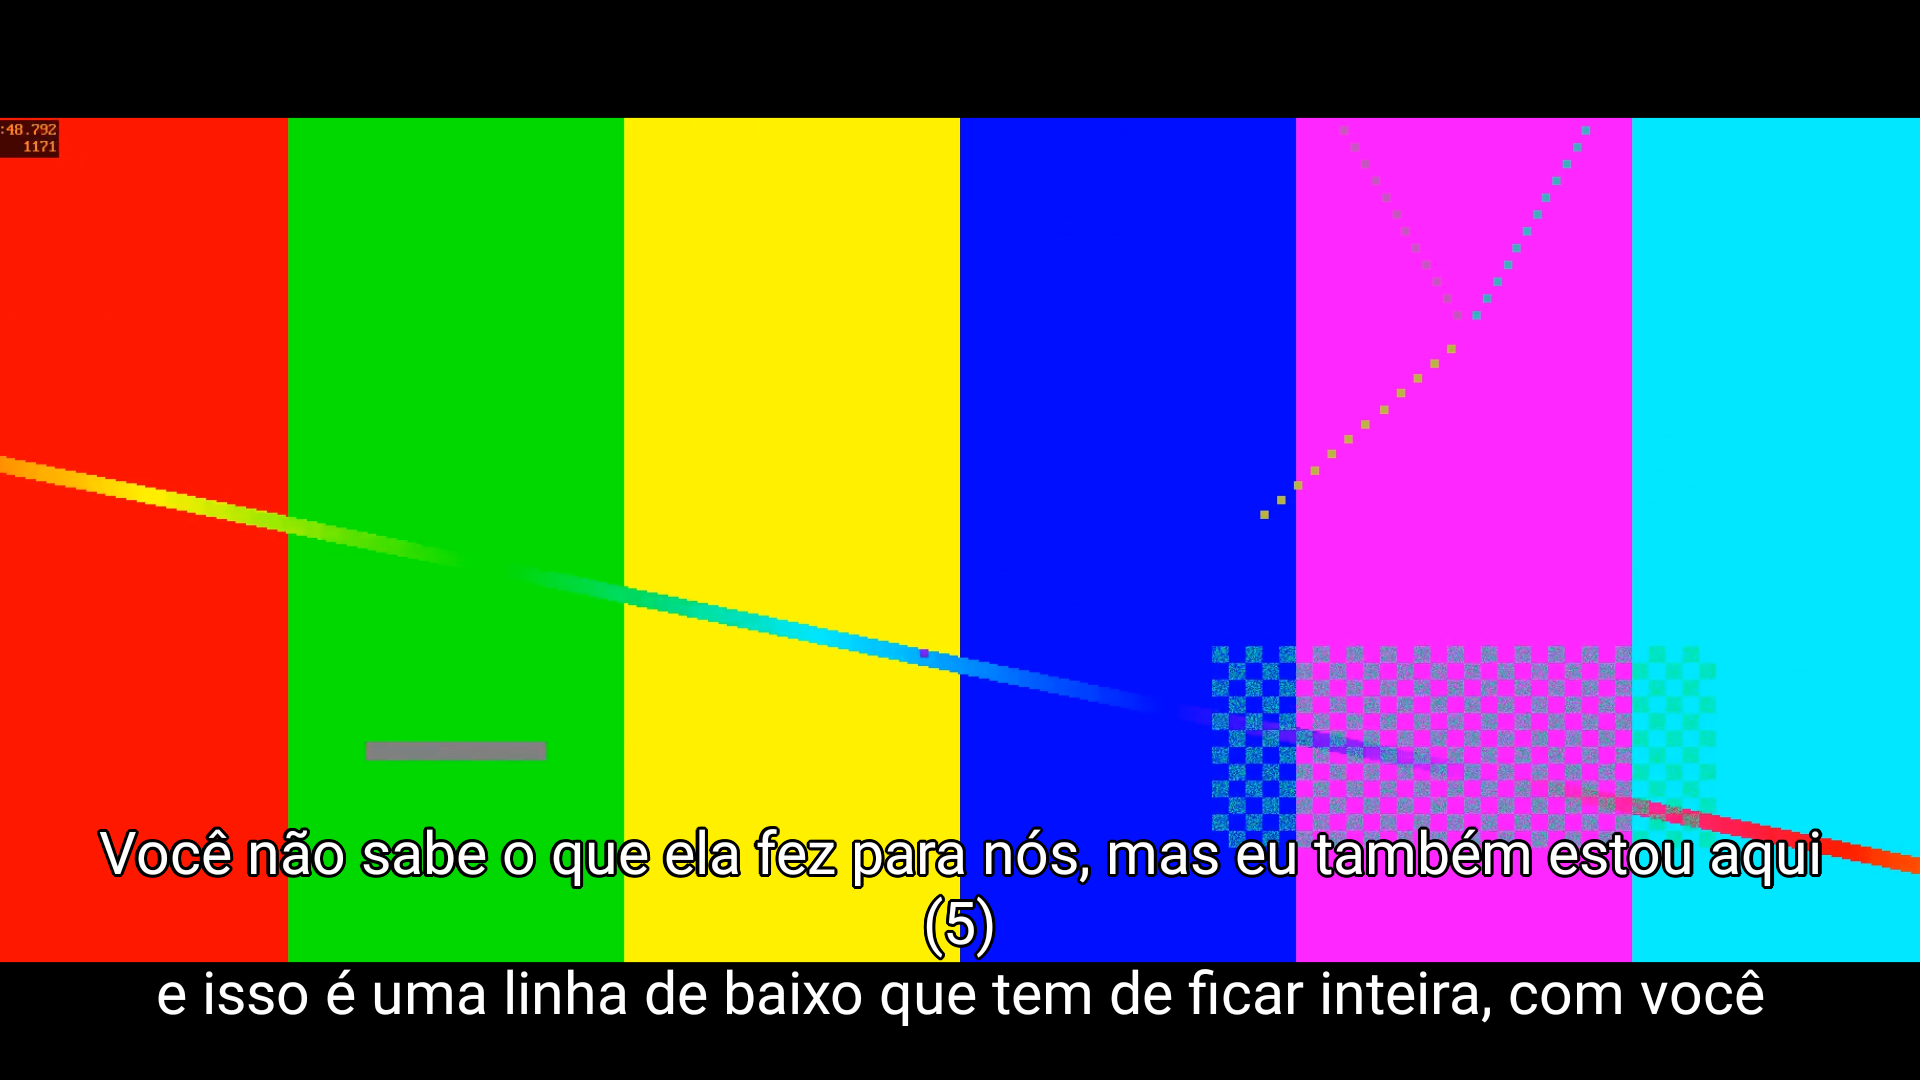 :48.792
1171
Você não sabe o que ela fez para nós, mas eu também estou aqui
(5)
e isso é uma linha de baixo que tem de ficar inteira, com você